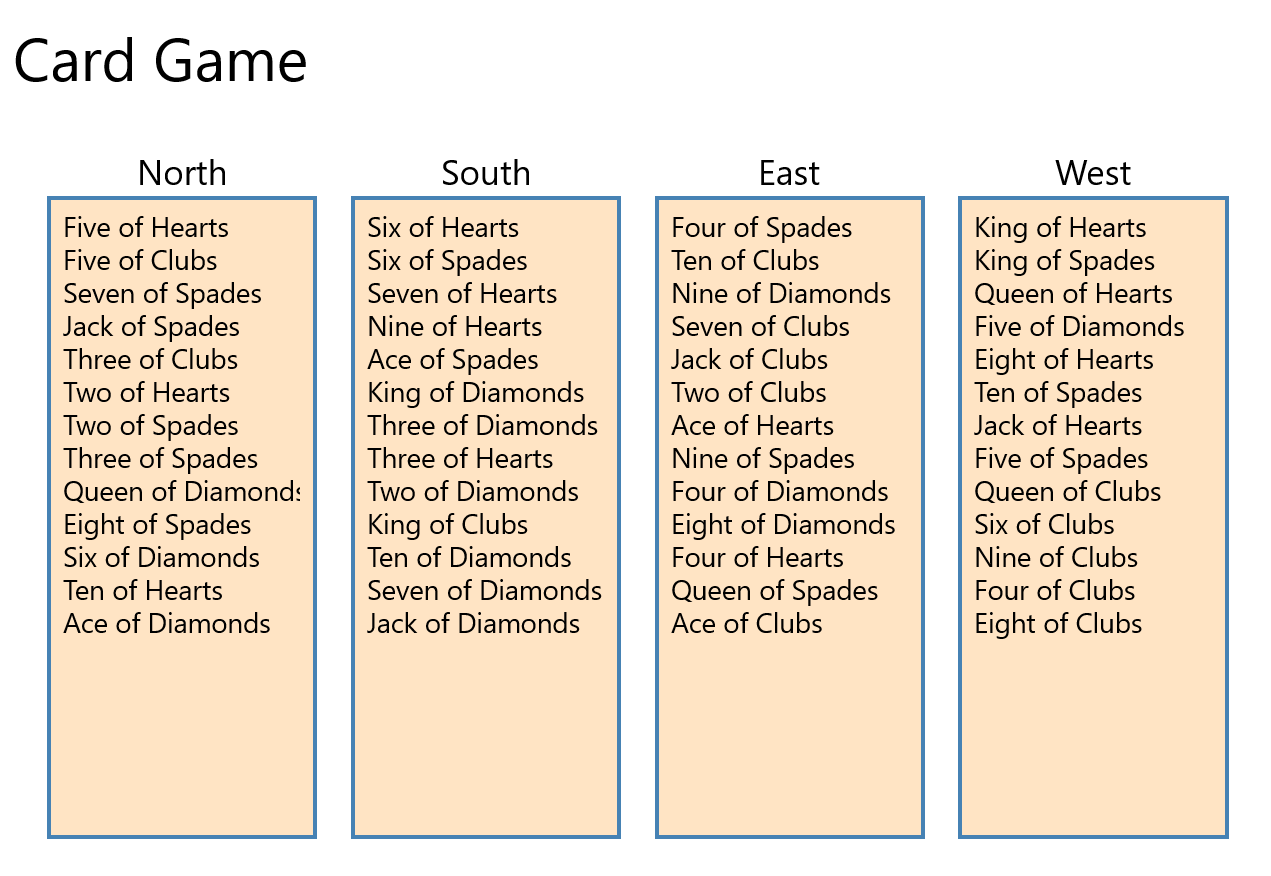 Card Game
North
Five of Hearts
Five of Clubs
Seven of Spades
Jack of Spades
Three of Clubs
Two of Hearts
Two of Spades
Three of Spades
Queen of Diamonds
Eight of Spades
Six of Diamonds
Ten of Hearts
Ace of Diamonds
South
Six of Hearts
Six of Spades
Seven of Hearts
Nine of Hearts
Ace of Spades
King of Diamonds
Three of Diamonds
Three of Hearts
Two of Diamonds
King of Clubs
Ten of Diamonds
Seven of Diamonds
Jack of Diamonds
East
Four of Spades
Ten of Clubs
Nine of Diamonds
Seven of Clubs
Jack of Clubs
Two of Clubs
Ace of Hearts
Nine of Spades
Four of Diamonds
Eight of Diamonds
Four of Hearts
Queen of Spades
Ace of Clubs
West
King of Hearts
King of Spades
Queen of Hearts
Five of Diamonds
Eight of Hearts
Ten of Spades
Jack of Hearts
Five of Spades
Queen of Clubs
Six of Clubs
Nine of Clubs
Four of Clubs
Eight of Clubs